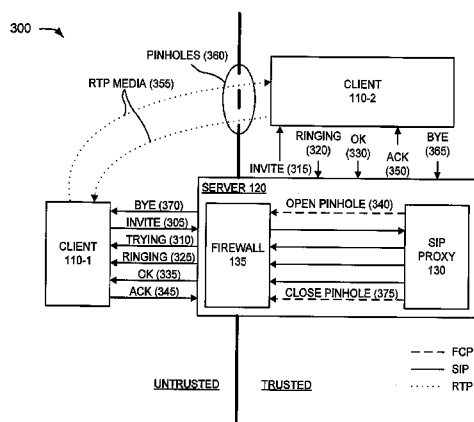 300
PINHOLES (360)
RTP MEDIA (355)
CLIENT
110-2
INVITE (315)
RINGING
(320)
OK
(330)
ACK
(350)
BYE
(365)
SERVER 120
BYE (370)
INVITE (305)
TRYING (310)
RINGING (325)
OK (335)
ACK (345)
CLIENT
110-1
FIREWALL
135
OPEN PINHOLE (340)
CLOSE PINHOLE (375)
SIP
PROXY
130
UNTRUSTED
TRUSTED
FCP
SIP
RTP